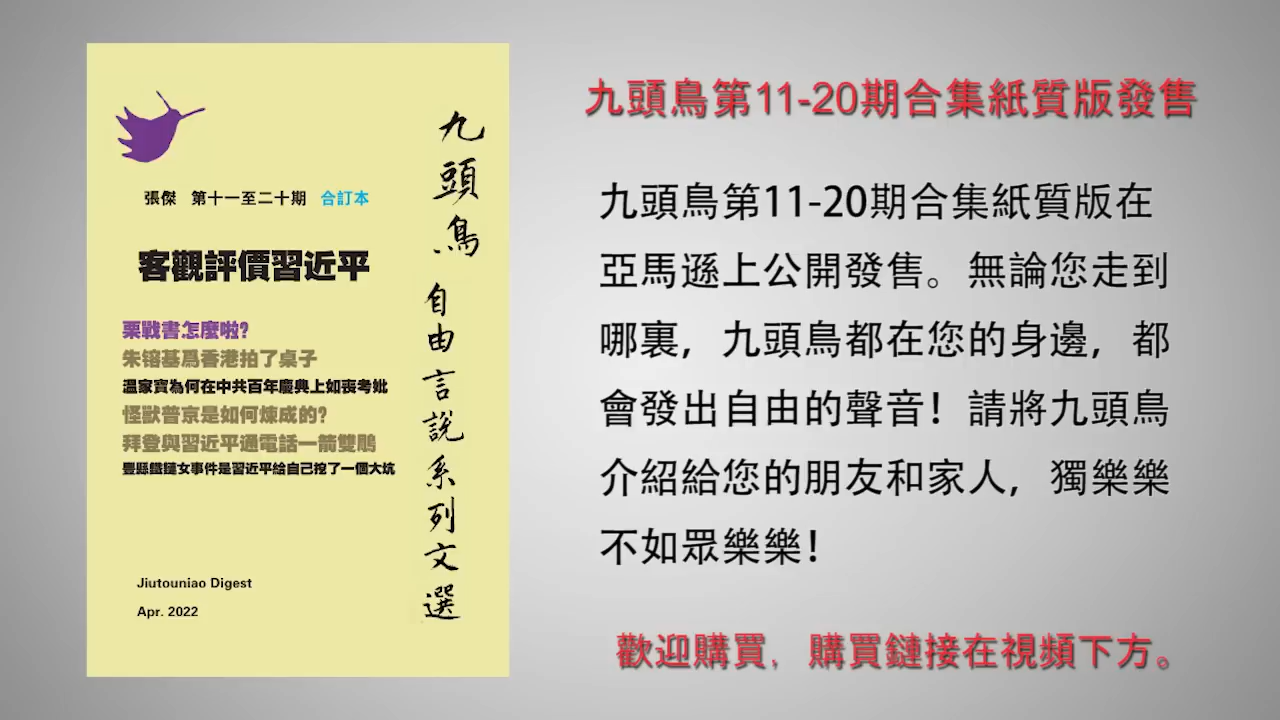 張傑 第十一至二十期 合訂本
客觀評價習近平
栗戰書怎麼啦?
朱镕基爲香港拍了桌子
溫家寶為何在中共百年慶典上如喪考妣
怪獸普京是如何煉成的?
拜登與習近平通電話一箭雙鵰
豐縣鐵鏈女事件是習近平給自己挖了一個大坑
Jiutouniao Digest
Apr. 2022
九頭鳥 自由言說系列文選
九頭鳥第11-20期合集紙質版發售
九頭鳥第11-20期合集紙質版在
亞馬遜上公開發售。無論您走到
哪裏，九頭鳥都在您的身邊，都
會發出自由的聲音！請將九頭鳥
介紹給您的朋友和家人，獨樂樂
不如眾樂樂！
歡迎購買，購買鏈接在視頻下方。